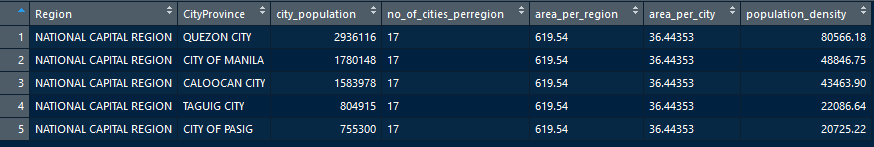 Region CityProvince city_population no_of_cities_perregion area_per_region area_per_city population_density
1 NATIONAL CAPITAL REGION QUEZON CITY 2936116 17 619.54 36.44353 80566.18
2 NATIONAL CAPITAL REGION CITY OF MANILA 1780148 17 619.54 36.44353 48846.75
3 NATIONAL CAPITAL REGION CALOOCAN CITY 1583978 17 619.54 36.44353 43463.90
4 NATIONAL CAPITAL REGION TAGUIG CITY 804915 17 619.54 36.44353 22086.64
5 NATIONAL CAPITAL REGION CITY OF PASIG 755300 17 619.54 36.44353 20725.22